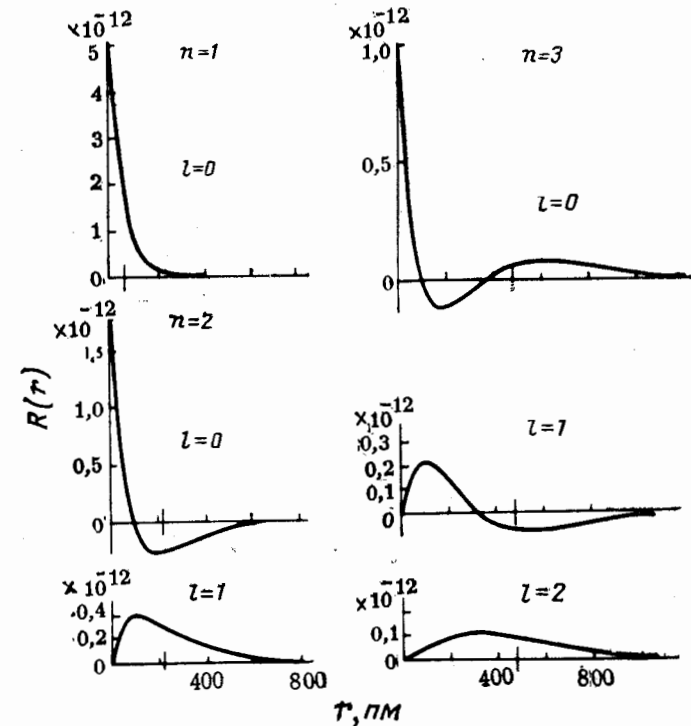 ×10⁻¹²
5
n=1
4
3
l=0
2
1
0
×10⁻¹²
n=2
1,5
1,0
l=0
0,5
0
R(r)
× 10⁻¹²
l=1
0,4
0,2
0
400
800
×10⁻¹²
1,0
n=3
0,5
l=0
0
×10⁻¹²
l=1
0,3
0,2
0,1
0
×10⁻¹²
l=2
0,1
0
400
800
r, пм